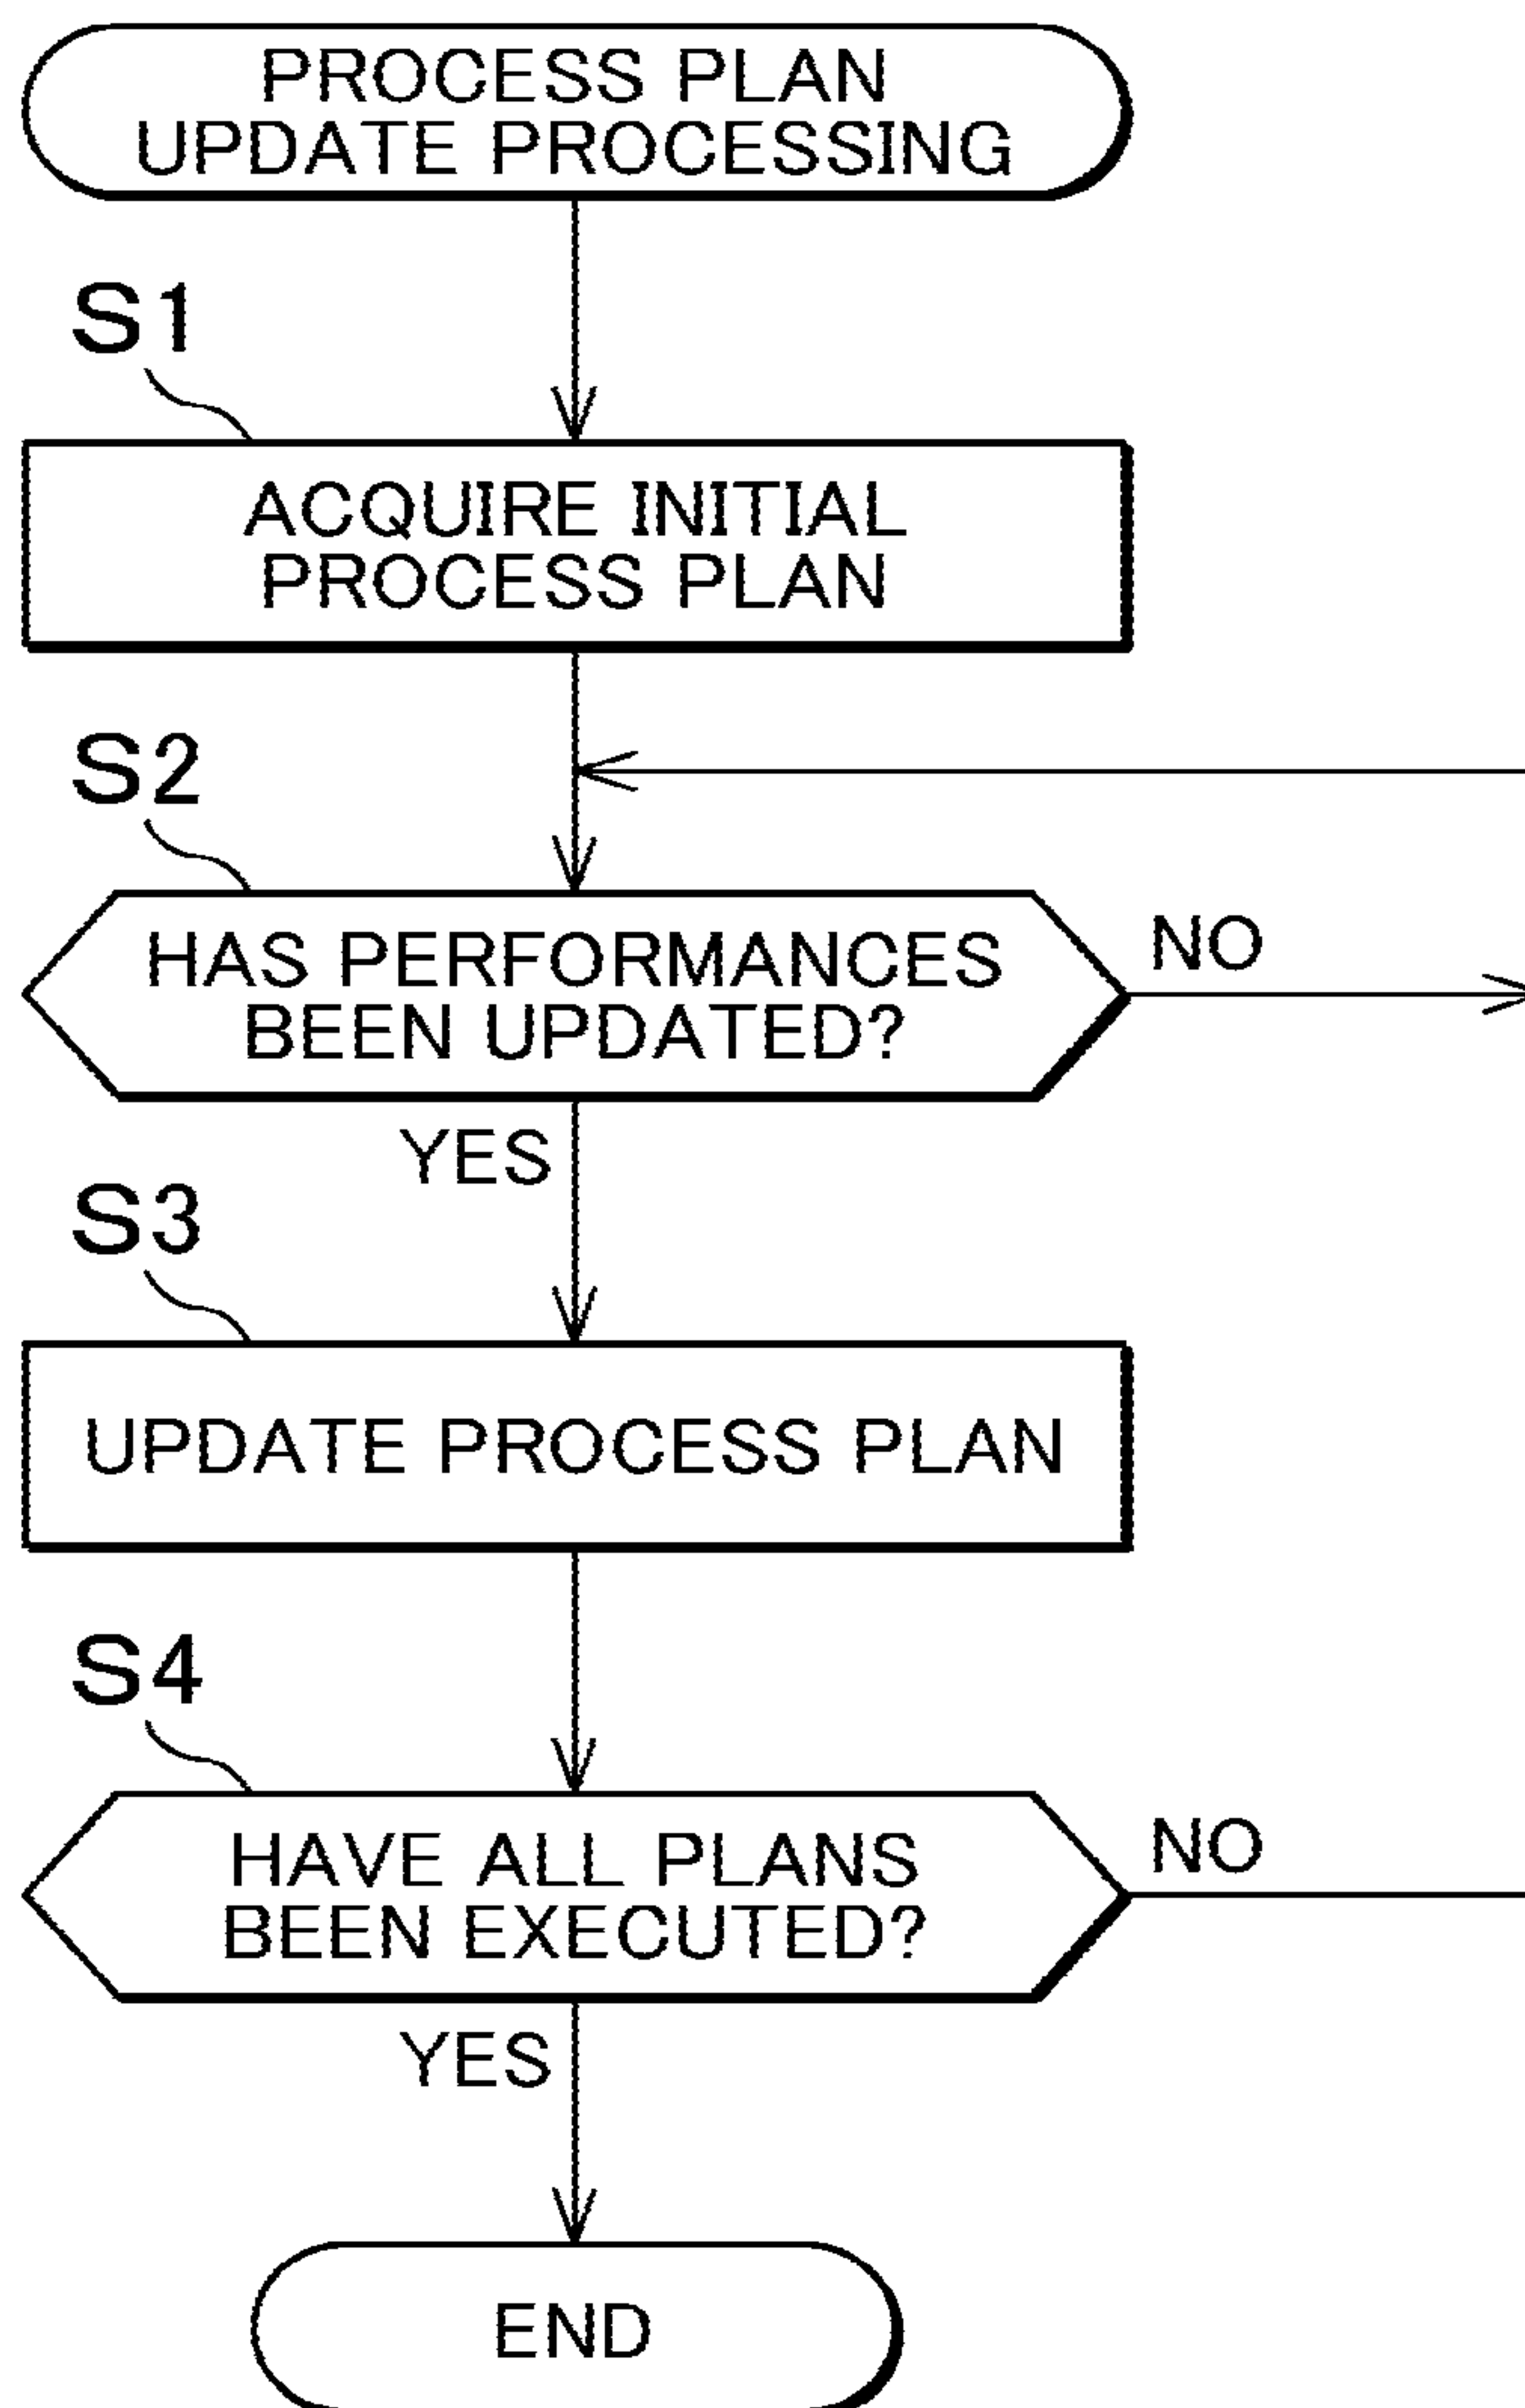 PROCESS PLAN
UPDATE PROCESSING
S1
ACQUIRE INITIAL
PROCESS PLAN
S2
HAS PERFORMANCES
BEEN UPDATED?
NO
YES
S3
UPDATE PROCESS PLAN
S4
HAVE ALL PLANS
BEEN EXECUTED?
NO
YES
END